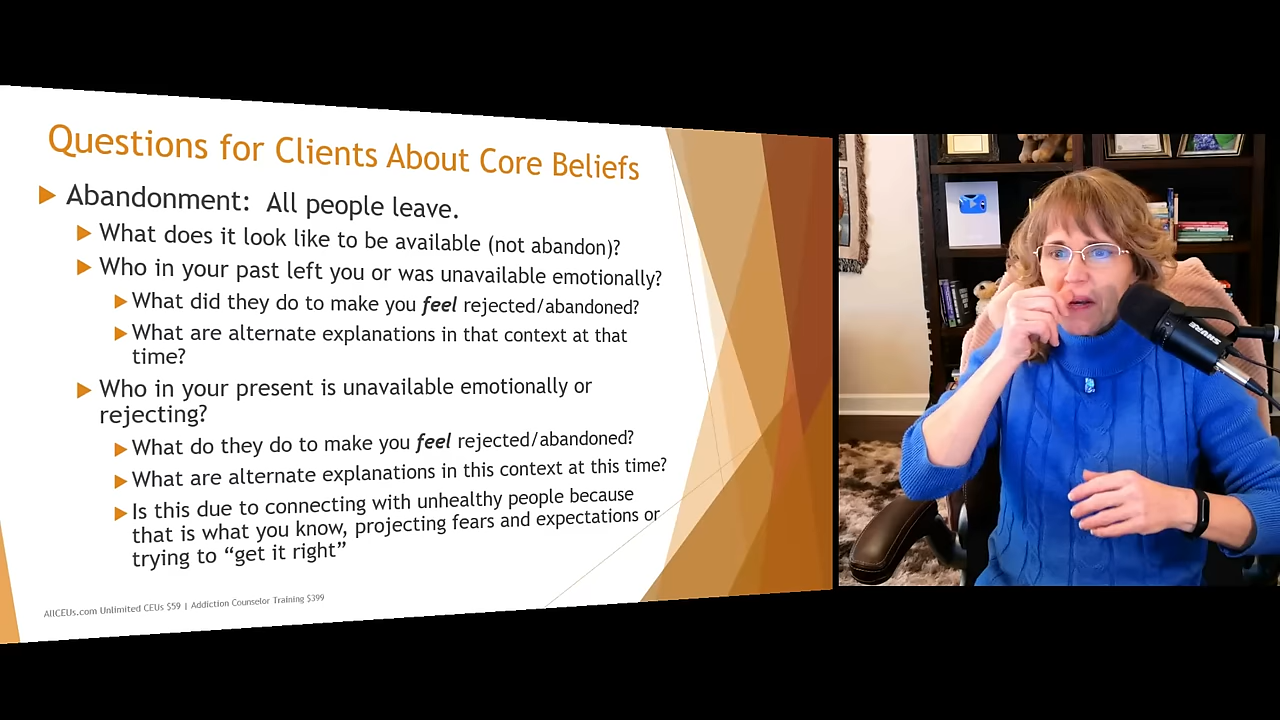 Questions for Clients About Core Beliefs
Abandonment: All people leave.
What does it look like to be available (not abandon)?
Who in your past left you or was unavailable emotionally?
What did they do to make you feel rejected/abandoned?
What are alternate explanations in that context at that
time?
Who in your present is unavailable emotionally or
rejecting?
What do they do to make you feel rejected/abandoned?
What are alternate explanations in this context at this time?
Is this due to connecting with unhealthy people because
that is what you know, projecting fears and expectations or
trying to “get it right”
AllCEUs.com Unlimited CEUs $59 | Addiction Counselor Training $399
SHURE